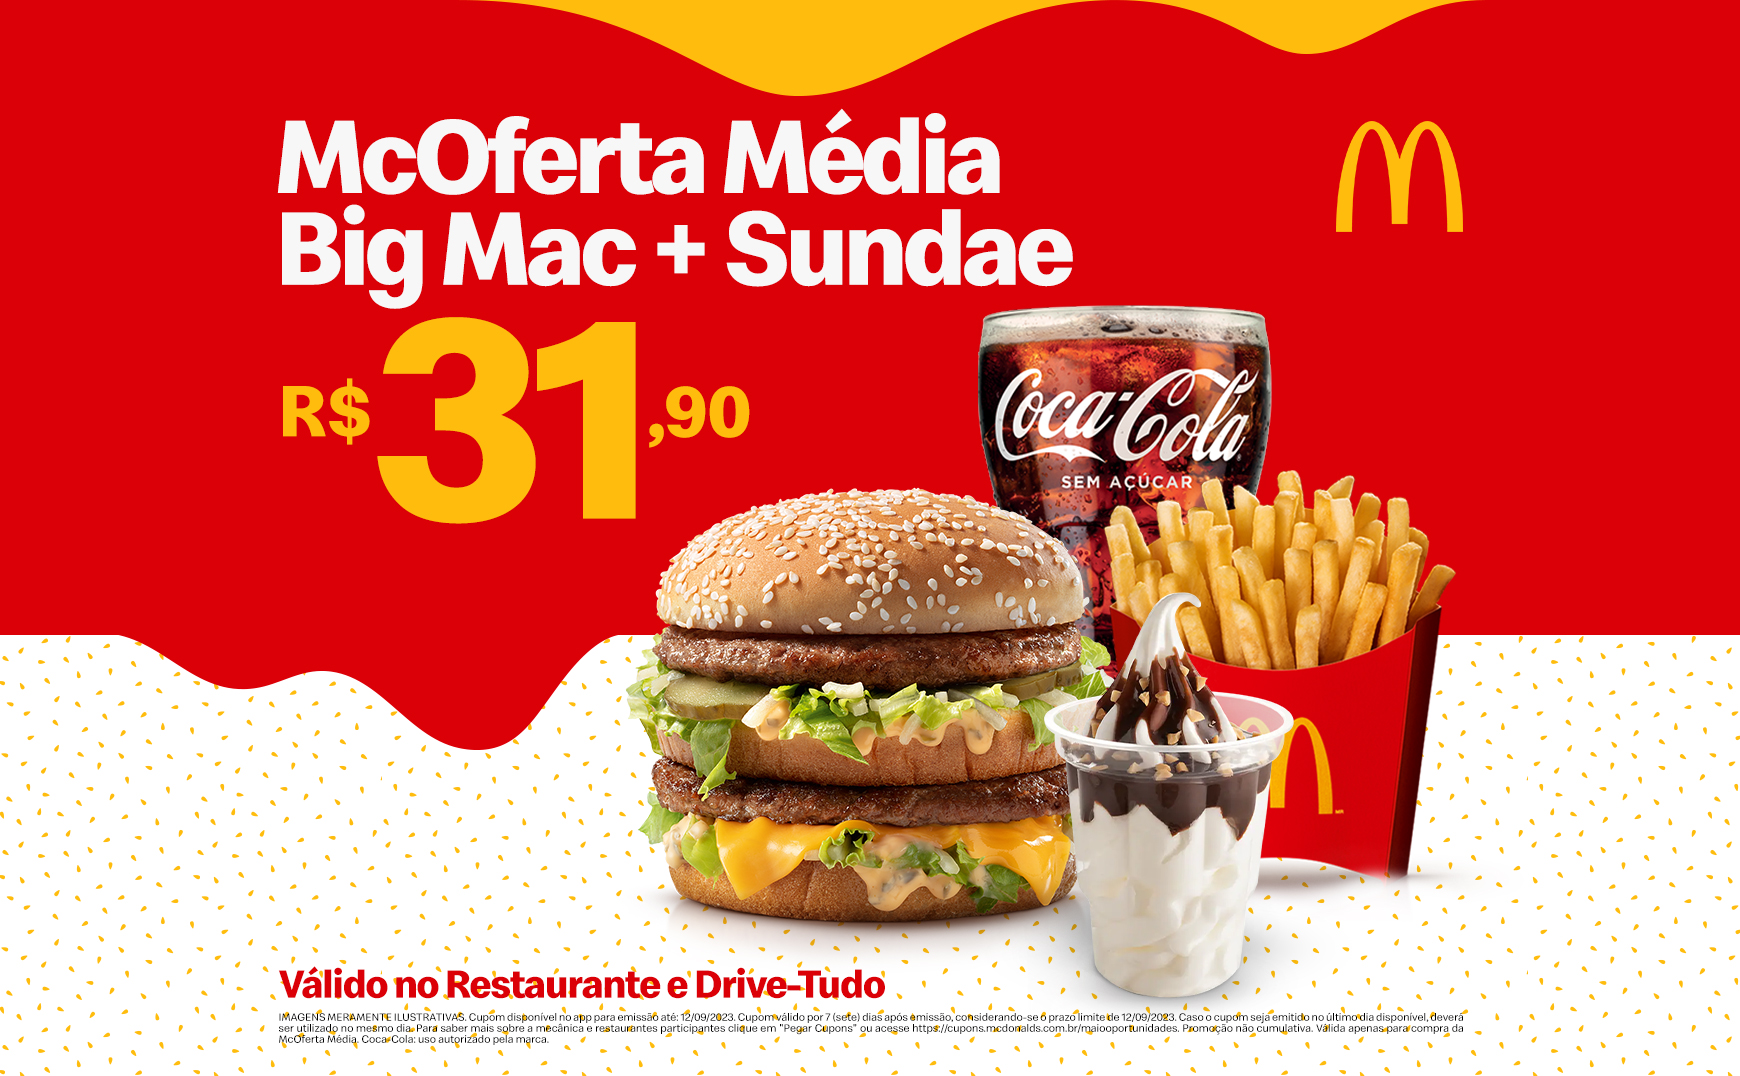 McOferta Média
Big Mac + Sundae
R$ 31,90
Coca-Cola
SEM AÇÚCAR
Válido no Restaurante e Drive-Tudo
IMAGENS MERAMENTE ILUSTRATIVAS. Cupom disponível no app para emissão até: 12/09/2023. Cupom válido por 7 (sete) dias após emissão, considerando-se o prazo limite de 12/09/2023. Caso o cupom seja emitido no último dia disponível, deverá
ser utilizado no mesmo dia. Para saber mais sobre a mecânica e restaurantes participantes clique em "Pegar Cupons" ou acesse https://cupons.mcdonalds.com.br/maiooportunidades. Promoção não cumulativa. Válida apenas para compra da
McOferta Média. Coca-Cola: uso autorizado pela marca.